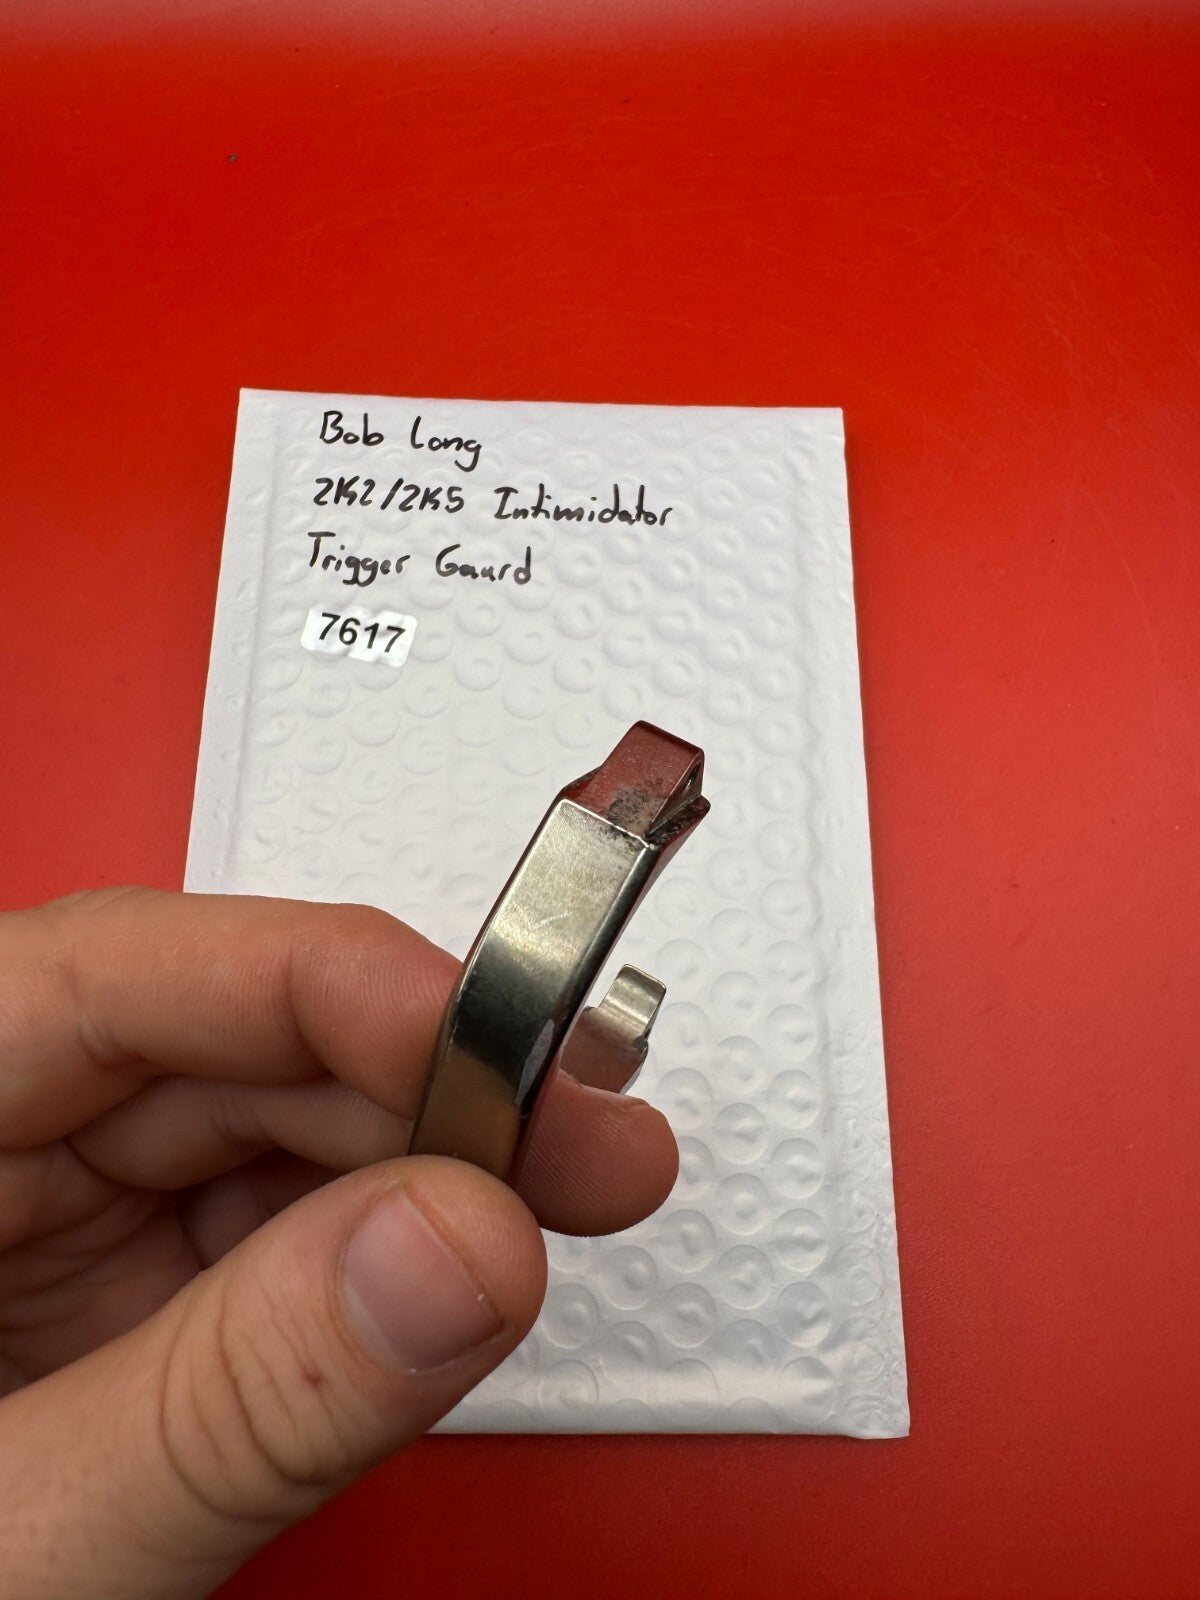 Bob Long
2K2/2K5 Intimidator
Trigger Gaurd
7617